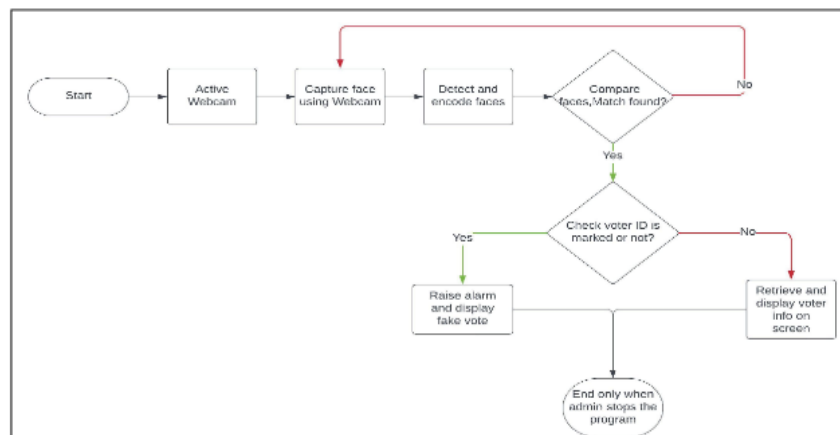 Start
Active
Webcam
Capture face
using Webcam
Detect and
encode faces
Compare
faces,Match found?
No
Yes
Check voter ID is
marked or not?
Yes
No
Raise alarm
and display
fake vote
Retrieve and
display voter
info on
screen
End only when
admin stops the
program